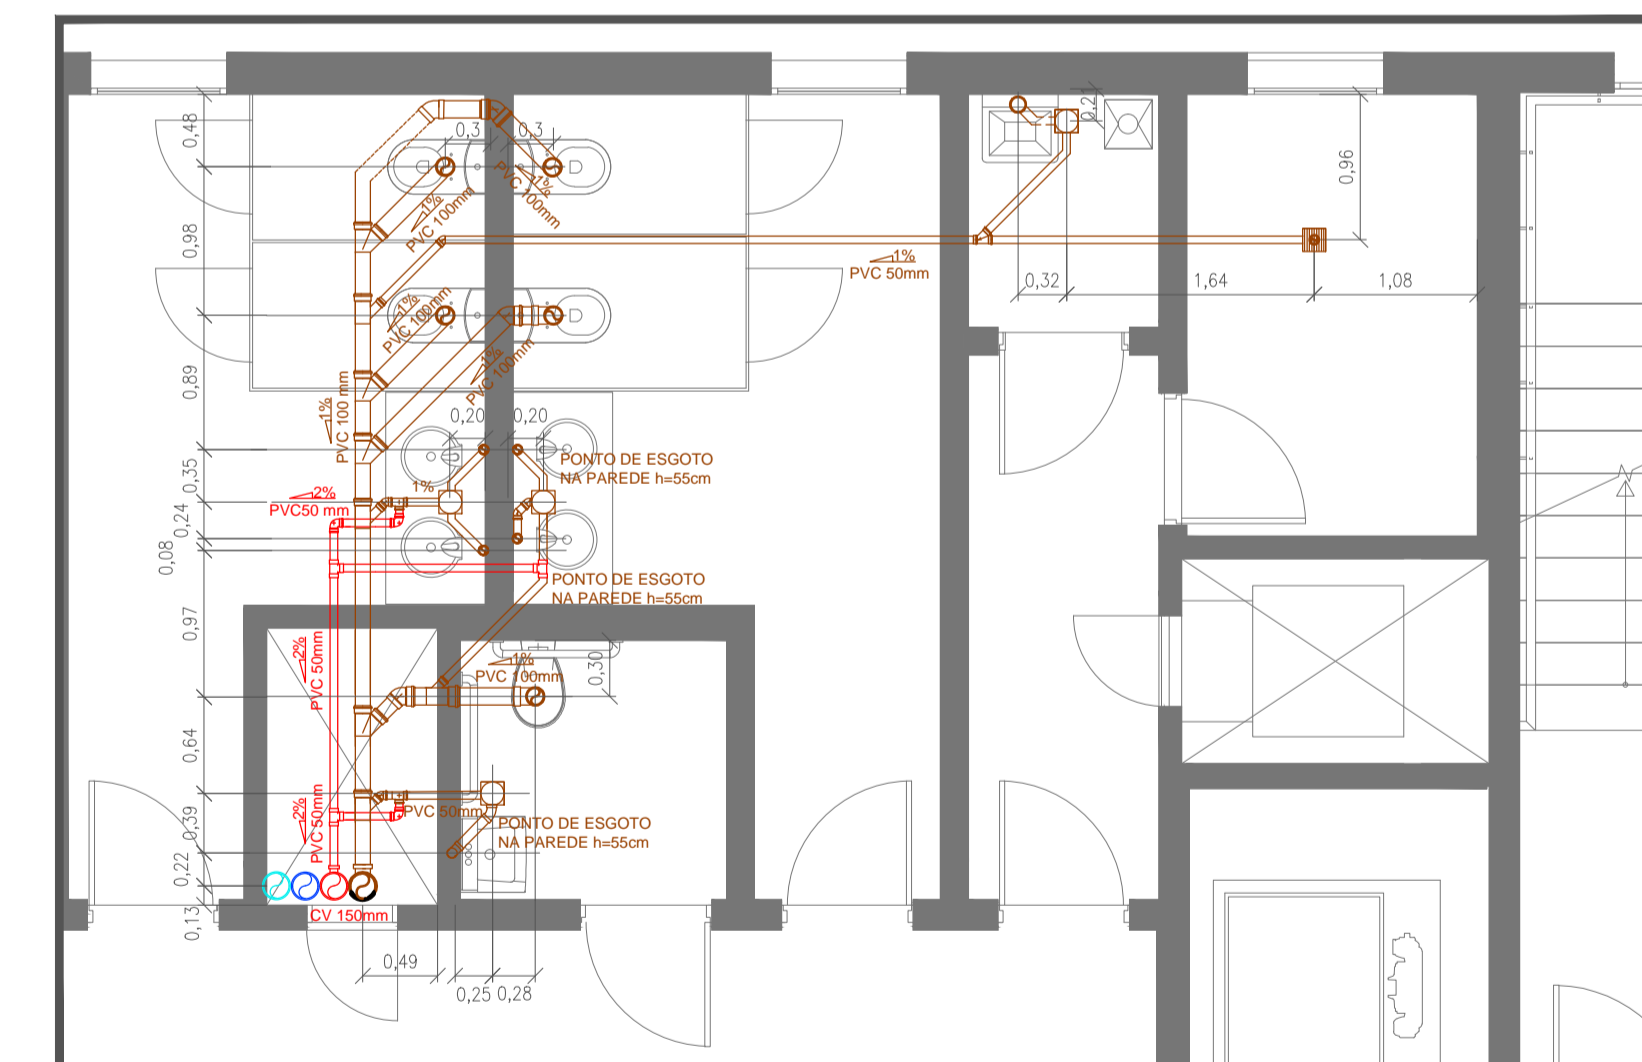 0,48
0,3
0,3
0,21
0,96
1%
PVC 100mm
1%
PVC 100mm
0,98
1%
PVC 50mm
0,32
1,64
1,08
1%
PVC 100mm
1%
PVC 100mm
0,89
1%
PVC 100 mm
0,20
0,20
PONTO DE ESGOTO
NA PAREDE h=55cm
0,35
2%
PVC50 mm
1%
0,24
0,08
PONTO DE ESGOTO
NA PAREDE h=55cm
0,97
2%
PVC 50mm
1%
PVC 100mm
0,30
0,64
2%
PVC 50mm
PVC 50mm
PONTO DE ESGOTO
NA PAREDE h=55cm
0,39
0,22
0,13
CV 150mm
0,49
0,25
0,28